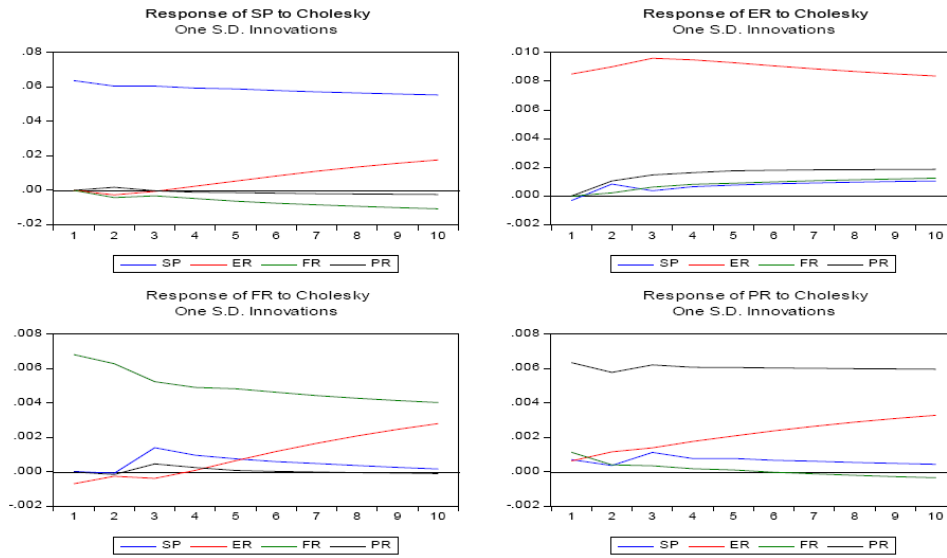 Response of SP to Cholesky
One S.D. Innovations
.08
.06
.04
.02
.00
-.02
1 2 3 4 5 6 7 8 9 10
SP ER FR PR
Response of ER to Cholesky
One S.D. Innovations
.010
.008
.006
.004
.002
.000
-.002
1 2 3 4 5 6 7 8 9 10
SP ER FR PR
Response of FR to Cholesky
One S.D. Innovations
.008
.006
.004
.002
.000
-.002
1 2 3 4 5 6 7 8 9 10
SP ER FR PR
Response of PR to Cholesky
One S.D. Innovations
.008
.006
.004
.002
.000
-.002
1 2 3 4 5 6 7 8 9 10
SP ER FR PR